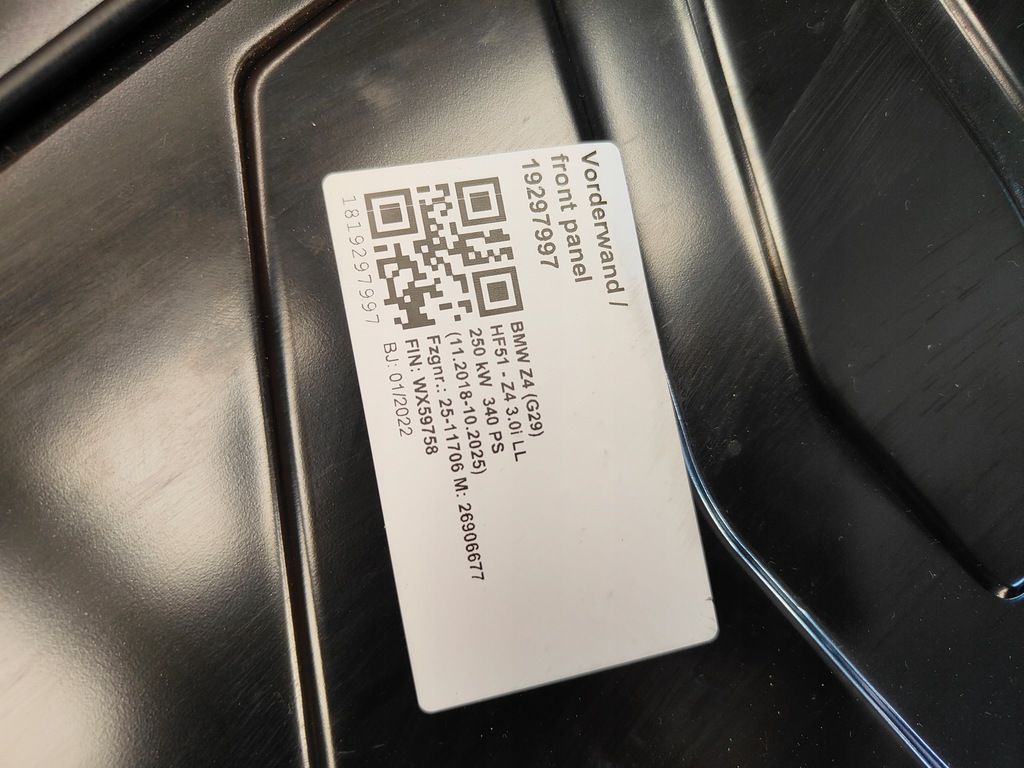 Vorderwand /
front panel
19297997
BMW Z4 (G29)
HF51 - Z4 3.0i LL
250 kW 340 PS
(11.2018-10.2025)
Fzgnr.: 25-11706 M: 26906677
FIN: WX59758
BJ: 01/2022
1819297997